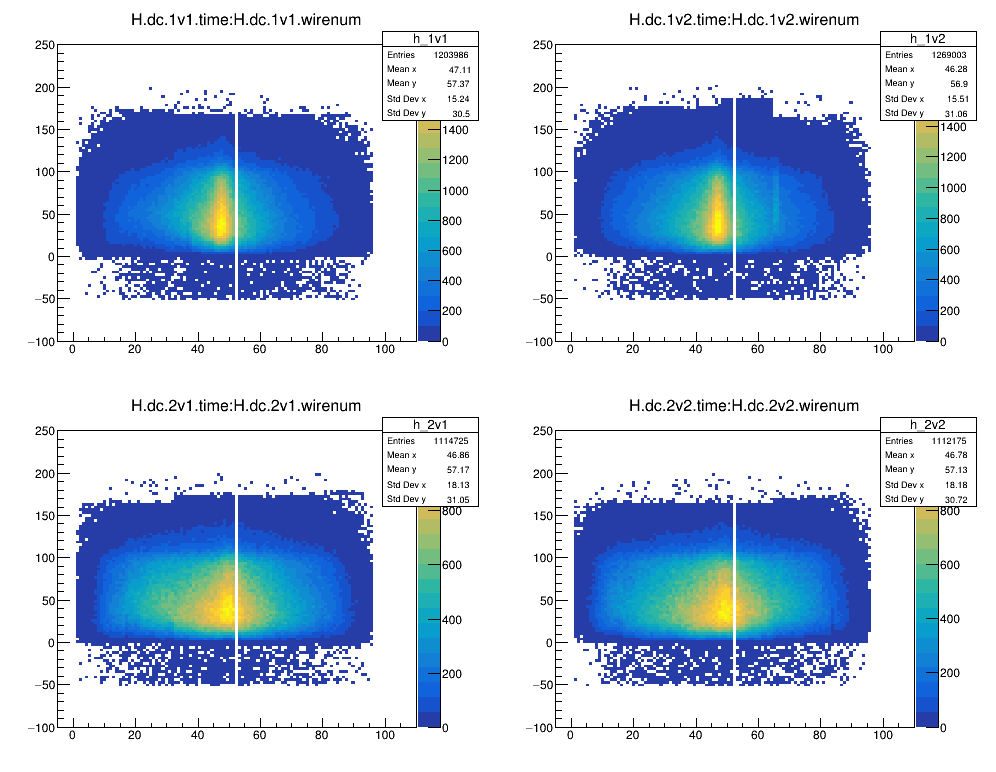 H.dc.1v1.time:H.dc.1v1.wirenum
h_1v1
Entries 1203986
Mean x 47.11
Mean y 57.37
Std Dev x 15.24
Std Dev y 30.5
250
200
150
100
50
0
−50
−100
0 20 40 60 80 100
1400
1200
1000
800
600
400
200
0
H.dc.1v2.time:H.dc.1v2.wirenum
h_1v2
Entries 1269003
Mean x 46.28
Mean y 56.9
Std Dev x 15.51
Std Dev y 31.06
250
200
150
100
50
0
−50
−100
0 20 40 60 80 100
1400
1200
1000
800
600
400
200
0
H.dc.2v1.time:H.dc.2v1.wirenum
h_2v1
Entries 1114725
Mean x 46.86
Mean y 57.17
Std Dev x 18.13
Std Dev y 31.05
250
200
150
100
50
0
−50
−100
0 20 40 60 80 100
800
600
400
200
0
H.dc.2v2.time:H.dc.2v2.wirenum
h_2v2
Entries 1112175
Mean x 46.78
Mean y 57.13
Std Dev x 18.18
Std Dev y 30.72
250
200
150
100
50
0
−50
−100
0 20 40 60 80 100
800
600
400
200
0